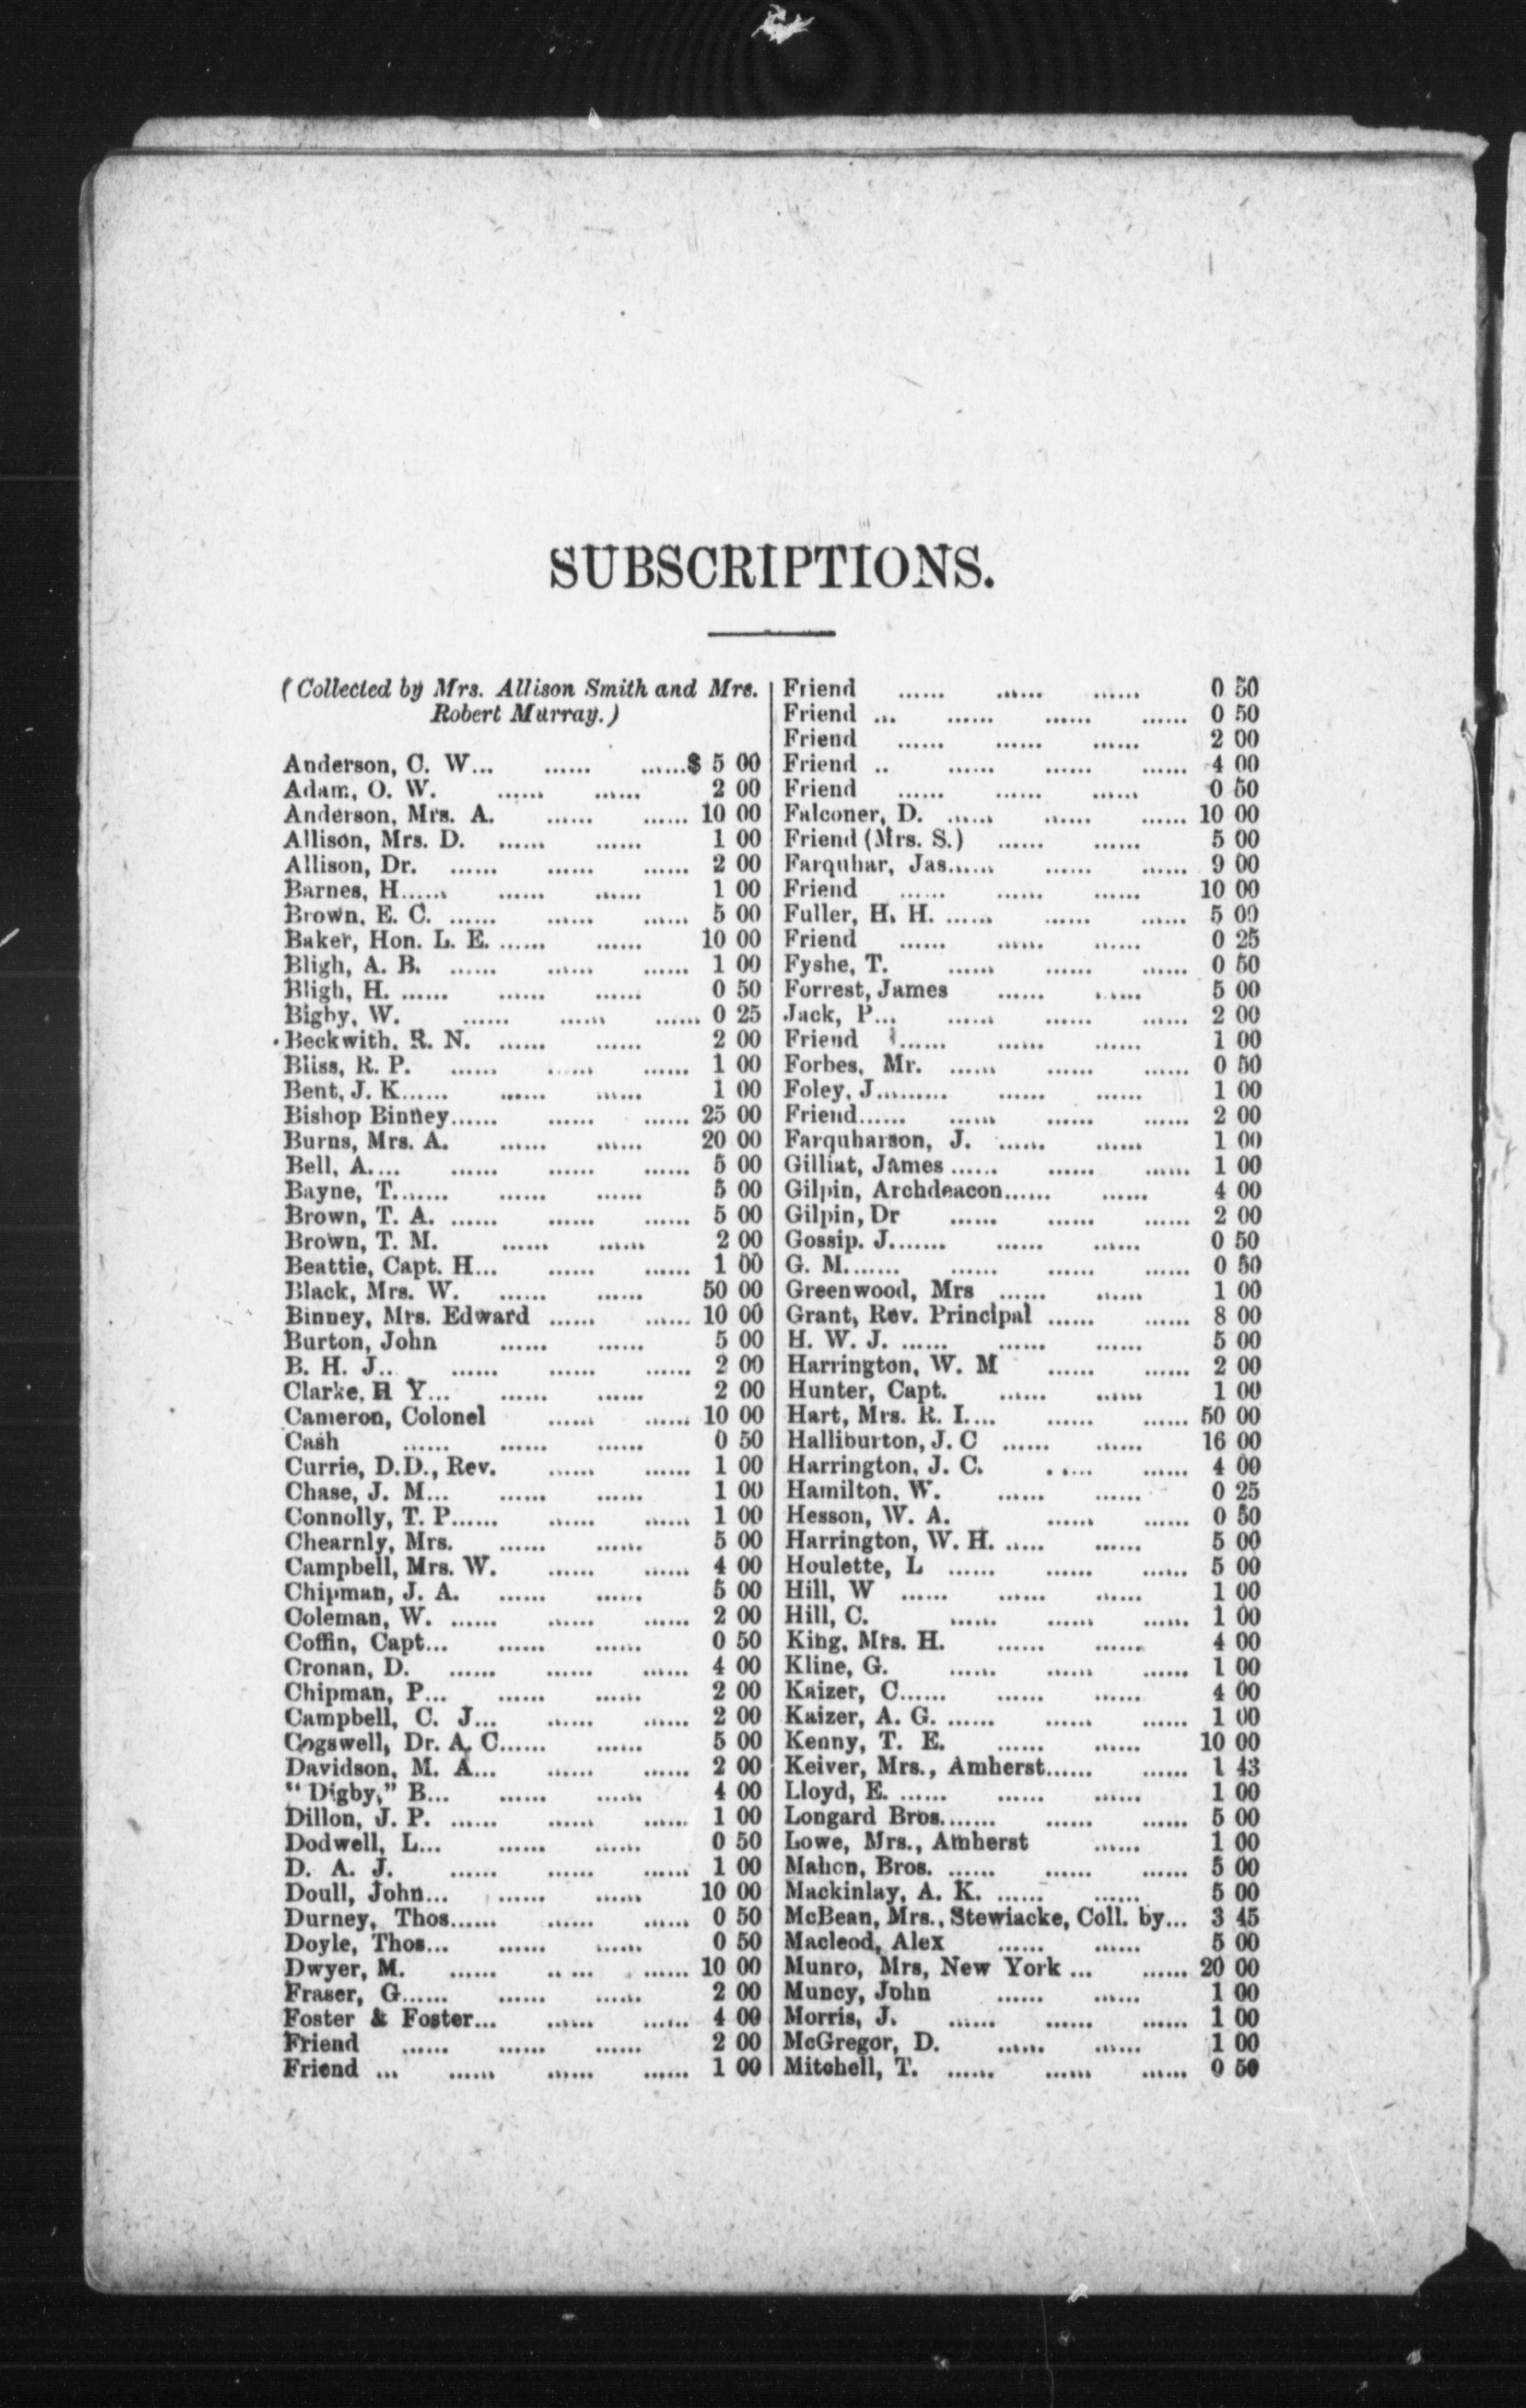 SUBSCRIPTIONS.
(Collected by Mrs. Allison Smith and Mrs.
Robert Murray.)
Anderson, C. W... ...... ......$ 5 00
Adam, O. W. ...... ...... 2 00
Anderson, Mrs. A. ...... ...... 10 00
Allison, Mrs. D. ...... ...... 1 00
Allison, Dr. ...... ...... ...... 2 00
Barnes, H...... ...... ...... 1 00
Brown, E. C. ...... ...... ...... 5 00
Baker, Hon. L. E. ...... ...... 10 00
Bligh, A. B. ...... ...... ...... 1 00
Bligh, H. ...... ...... ...... 0 50
Bigby, W. ...... ...... ...... 0 25
Beckwith. R. N. ...... ...... 2 00
Bliss, R. P. ...... ...... ...... 1 00
Bent, J. K...... ...... ...... 1 00
Bishop Binney...... ...... ...... 25 00
Burns, Mrs. A. ...... ...... 20 00
Bell, A.... ...... ...... ...... 5 00
Bayne, T....... ...... ...... 5 00
Brown, T. A. ...... ...... ...... 5 00
Brown, T. M. ...... ...... 2 00
Beattie, Capt. H... ...... ...... 1 00
Black, Mrs. W. ...... ...... 50 00
Binney, Mrs. Edward ...... ...... 10 00
Burton, John ...... ...... 5 00
B. H. J.. ...... ...... ...... 2 00
Clarke, R Y... ...... ...... 2 00
Cameron, Colonel ...... ...... 10 00
Cash ...... ...... ...... 0 50
Currie, D.D., Rev. ...... ...... 1 00
Chase, J. M... ...... ...... 1 00
Connolly, T. P...... ...... ...... 1 00
Chearnly, Mrs. ...... ...... 5 00
Campbell, Mrs. W. ...... ...... 4 00
Chipman, J. A. ...... ...... 5 00
Coleman, W. ...... ...... ...... 2 00
Coffin, Capt... ...... ...... 0 50
Cronan, D. ...... ...... ...... 4 00
Chipman, P... ...... ...... 2 00
Campbell, C. J... ...... ...... 2 00
Cogswell, Dr. A. C...... ...... 5 00
Davidson, M. A... ...... ...... 2 00
"Digby," B... ...... ...... 4 00
Dillon, J. P. ...... ...... ...... 1 00
Dodwell, L... ...... ...... 0 50
D. A. J. ...... ...... ...... 1 00
Doull, John... ...... ...... 10 00
Durney, Thos...... ...... ...... 0 50
Doyle, Thos... ...... ...... 0 50
Dwyer, M. ...... ...... ...... 10 00
Fraser, G...... ...... ...... 2 00
Foster & Foster... ...... ...... 4 00
Friend ...... ...... ...... 2 00
Friend ... ...... ...... ...... 1 00
Friend ...... ...... ...... 0 50
Friend ... ...... ...... ...... 0 50
Friend ...... ...... ...... 2 00
Friend .. ...... ...... ...... 4 00
Friend ...... ...... ...... 0 50
Falconer, D. ...... ...... ...... 10 00
Friend (Mrs. S.) ...... ...... 5 00
Farquhar, Jas...... ...... ...... 9 00
Friend ...... ...... ...... 10 00
Fuller, H. H. ...... ...... ...... 5 00
Friend ...... ...... ...... 0 25
Fyshe, T. ...... ...... ...... 0 50
Forrest, James ...... ...... 5 00
Jack, P... ...... ...... ...... 2 00
Friend ...... ...... ...... 1 00
Forbes, Mr. ...... ...... ...... 0 50
Foley, J......... ...... ...... 1 00
Friend...... ...... ...... ...... 2 00
Farquharson, J. ...... ...... 1 00
Gilliat, James ...... ...... ...... 1 00
Gilpin, Archdeacon...... ...... 4 00
Gilpin, Dr ...... ...... ...... 2 00
Gossip. J....... ...... ...... 0 50
G. M....... ...... ...... ...... 0 50
Greenwood, Mrs ...... ...... 1 00
Grant, Rev. Principal ...... ...... 8 00
H. W. J. ...... ...... ...... 5 00
Harrington, W. M ...... ...... 2 00
Hunter, Capt. ...... ...... 1 00
Hart, Mrs. R. I.... ...... ...... 50 00
Halliburton, J. C ...... ...... 16 00
Harrington, J. C. ...... ...... 4 00
Hamilton, W. ...... ...... 0 25
Hesson, W. A. ...... ...... 0 50
Harrington, W. H. ...... ...... 5 00
Houlette, L ...... ...... ...... 5 00
Hill, W ...... ...... ...... 1 00
Hill, C. ...... ...... ...... 1 00
King, Mrs. H. ...... ...... 4 00
Kline, G. ...... ...... ...... 1 00
Kaizer, C...... ...... ...... 4 00
Kaizer, A. G. ...... ...... ...... 1 00
Kenny, T. E. ...... ...... 10 00
Keiver, Mrs., Amherst...... ...... 1 43
Lloyd, E. ...... ...... ...... 1 00
Longard Bros....... ...... ...... 5 00
Lowe, Mrs., Amherst ...... 1 00
Mahon, Bros. ...... ...... ...... 5 00
Mackinlay, A. K. ...... ...... 5 00
McBean, Mrs., Stewiacke, Coll. by... 3 45
Macleod, Alex ...... ...... 5 00
Munro, Mrs, New York ... ...... 20 00
Muncy, John ...... ...... 1 00
Morris, J. ...... ...... ...... 1 00
McGregor, D. ...... ...... 1 00
Mitchell, T. ...... ...... ...... 0 50